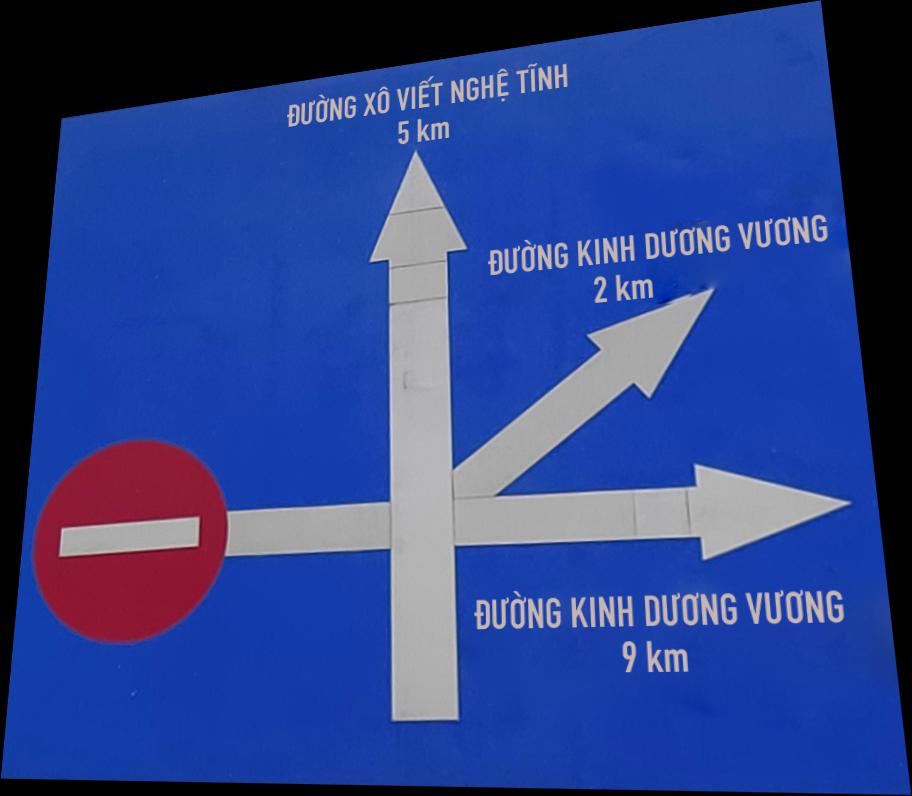 ĐƯỜNG XÔ VIẾT NGHỆ TĨNH
5 km
ĐƯỜNG KINH DƯƠNG VƯƠNG
2 km
ĐƯỜNG KINH DƯƠNG VƯƠNG
9 km